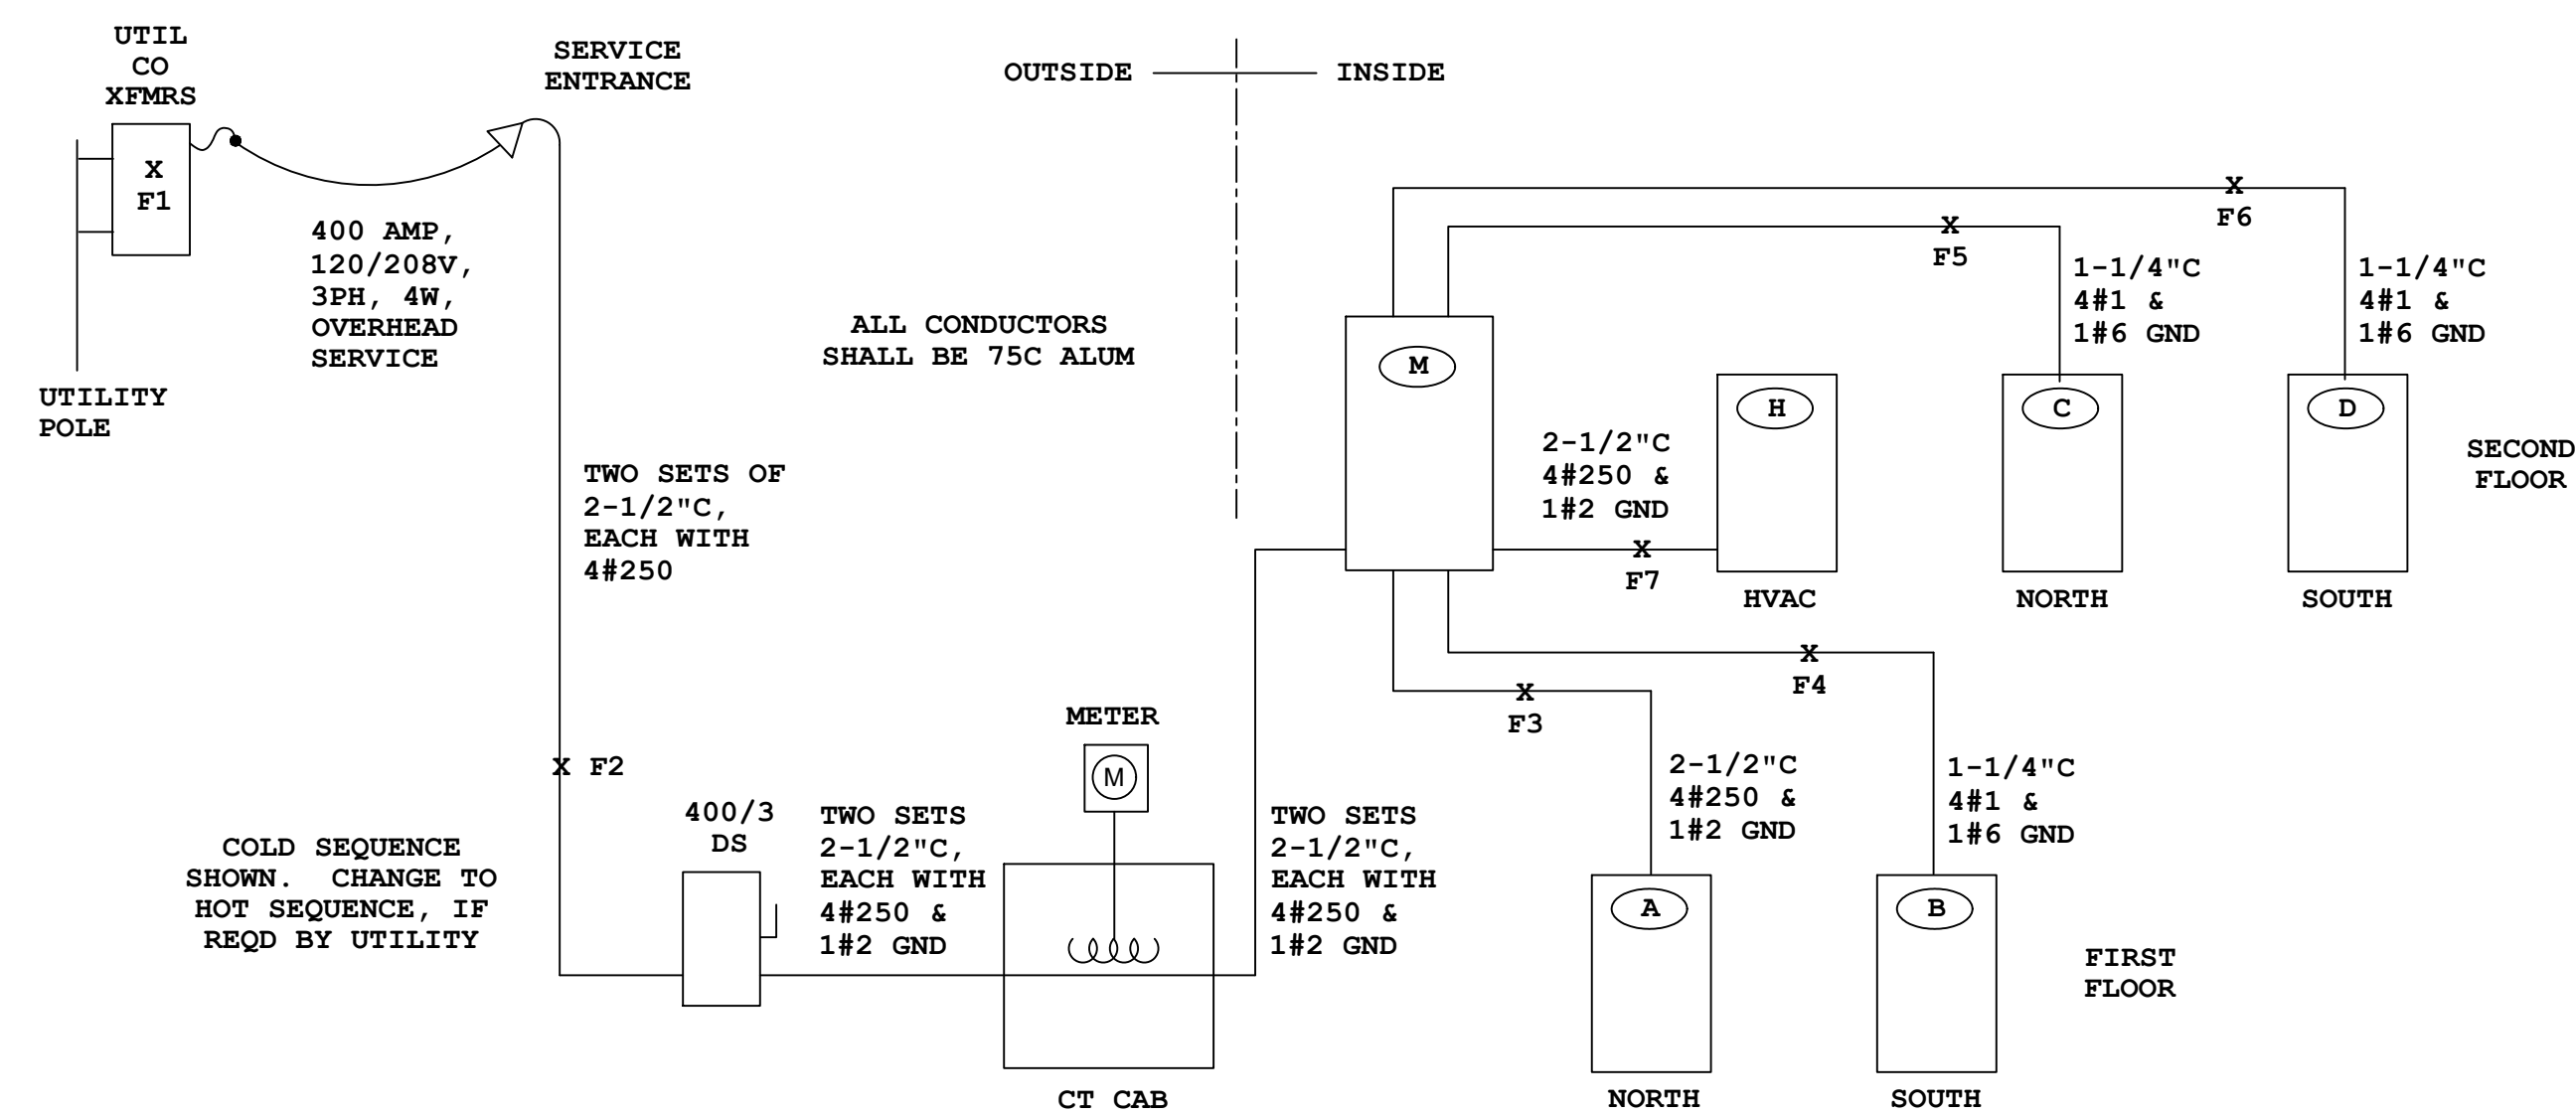 UTIL
CO
XFMRS
X
F1
UTILITY
POLE
400 AMP,
120/208V,
3PH, 4W,
OVERHEAD
SERVICE
SERVICE
ENTRANCE
TWO SETS OF
2-1/2"C,
EACH WITH
4#250
X F2
COLD SEQUENCE
SHOWN. CHANGE TO
HOT SEQUENCE, IF
REQD BY UTILITY
400/3
DS
TWO SETS
2-1/2"C,
EACH WITH
4#250 &
1#2 GND
METER
M
CT CAB
OUTSIDE
INSIDE
ALL CONDUCTORS
SHALL BE 75C ALUM
TWO SETS
2-1/2"C,
EACH WITH
4#250 &
1#2 GND
M
X
F6
X
F5
1-1/4"C
4#1 &
1#6 GND
1-1/4"C
4#1 &
1#6 GND
2-1/2"C
4#250 &
1#2 GND
X
F7
H
HVAC
C
NORTH
D
SOUTH
SECOND
FLOOR
X
F4
X
F3
2-1/2"C
4#250 &
1#2 GND
1-1/4"C
4#1 &
1#6 GND
A
NORTH
B
SOUTH
FIRST
FLOOR